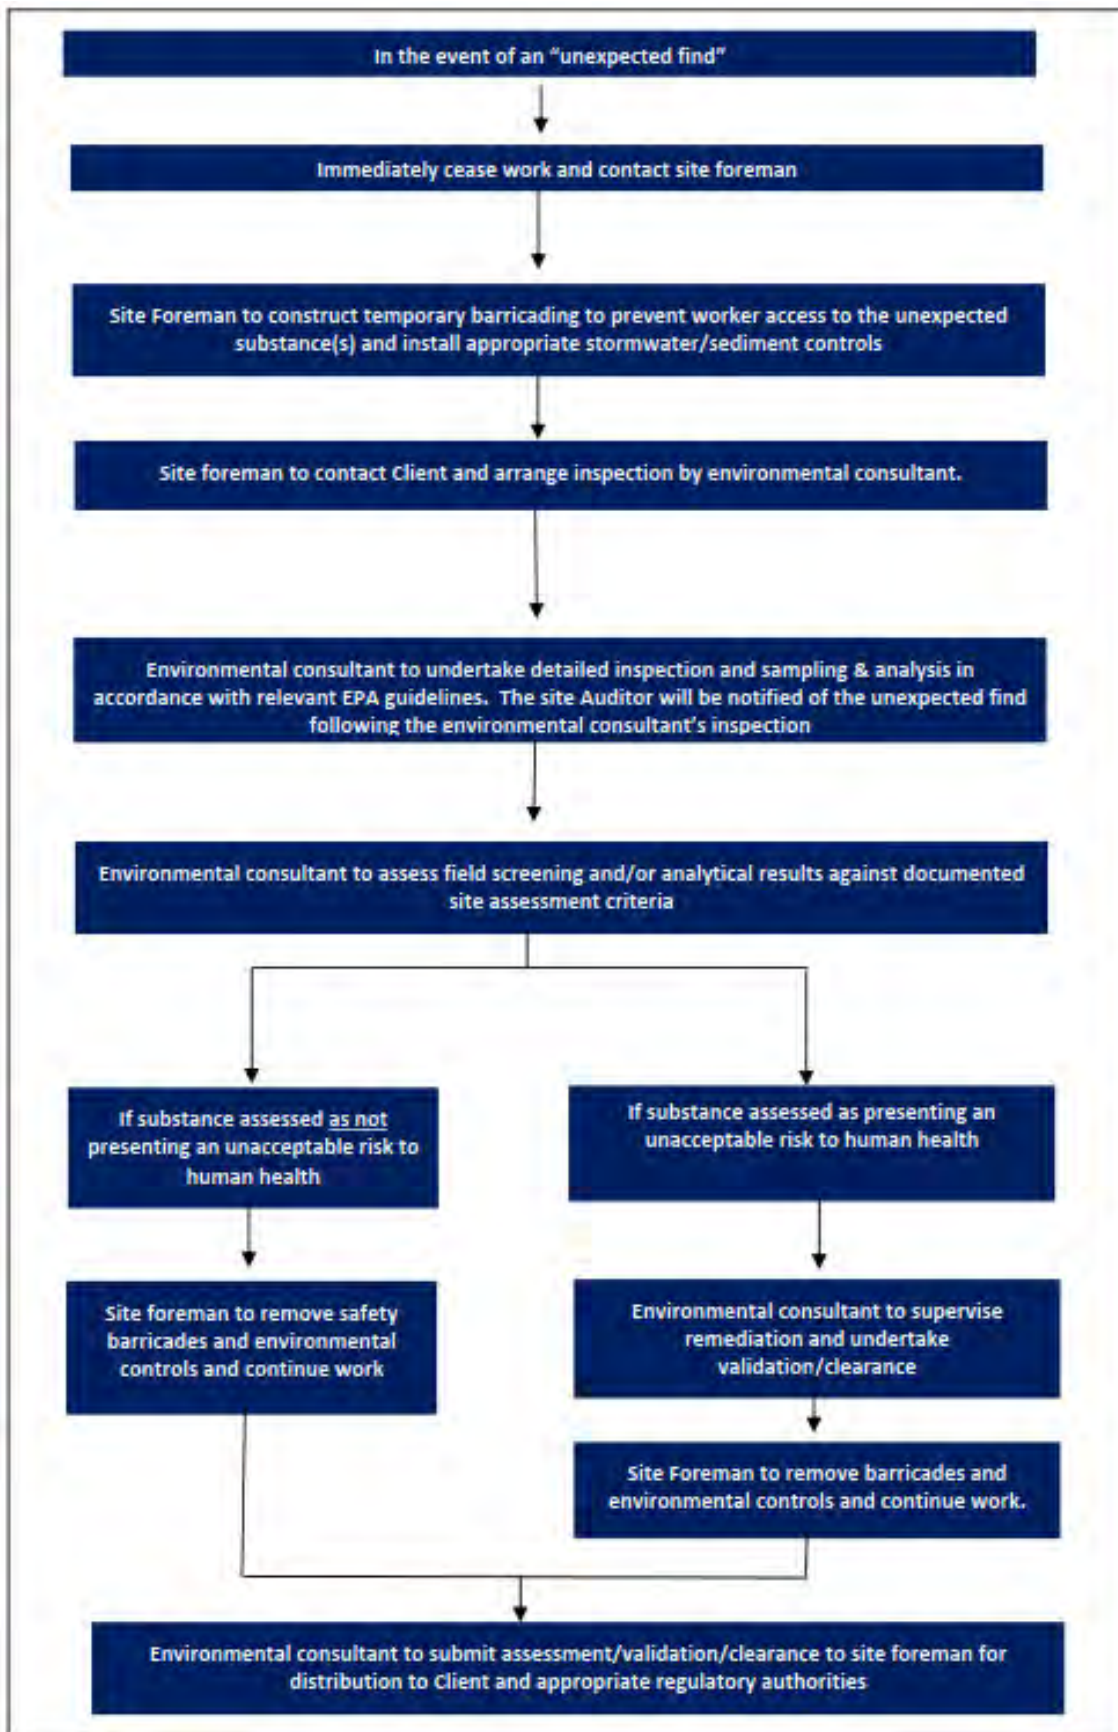 In the event of an “unexpected find”
Immediately cease work and contact site foreman
Site Foreman to construct temporary barricading to prevent worker access to the unexpected
substance(s) and install appropriate stormwater/sediment controls
Site foreman to contact Client and arrange inspection by environmental consultant.
Environmental consultant to undertake detailed inspection and sampling & analysis in
accordance with relevant EPA guidelines. The site Auditor will be notified of the unexpected find
following the environmental consultant’s inspection
Environmental consultant to assess field screening and/or analytical results against documented
site assessment criteria
If substance assessed as not
presenting an unacceptable risk to
human health
If substance assessed as presenting an
unacceptable risk to human health
Site foreman to remove safety
barricades and environmental
controls and continue work
Environmental consultant to supervise
remediation and undertake
validation/clearance
Site Foreman to remove barricades and
environmental controls and continue work.
Environmental consultant to submit assessment/validation/clearance to site foreman for
distribution to Client and appropriate regulatory authorities